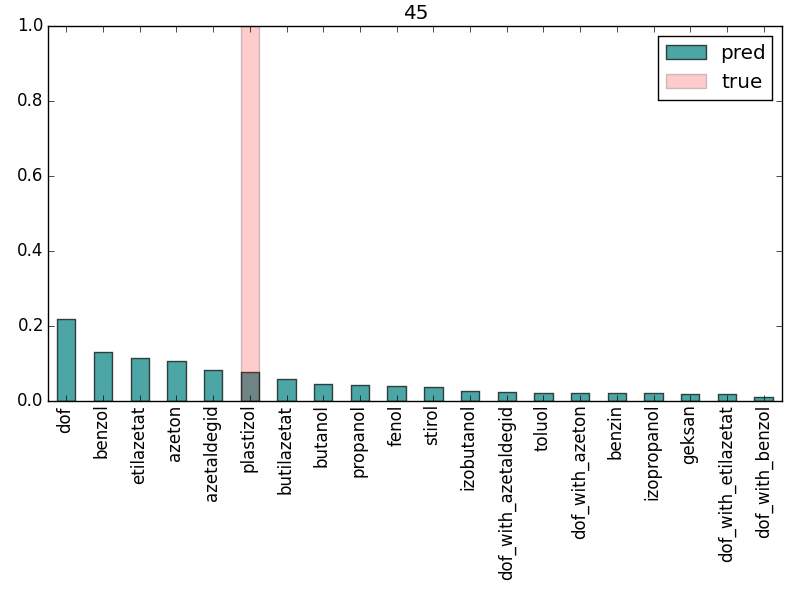 45
1.0
0.8
0.6
0.4
0.2
0.0
pred
true
dof
benzol
etilazetat
azeton
azetaldegid
plastizol
butilazetat
butanol
propanol
fenol
stirol
izobutanol
dof_with_azetaldegid
toluol
dof_with_azeton
benzin
izopropanol
geksan
dof_with_etilazetat
dof_with_benzol